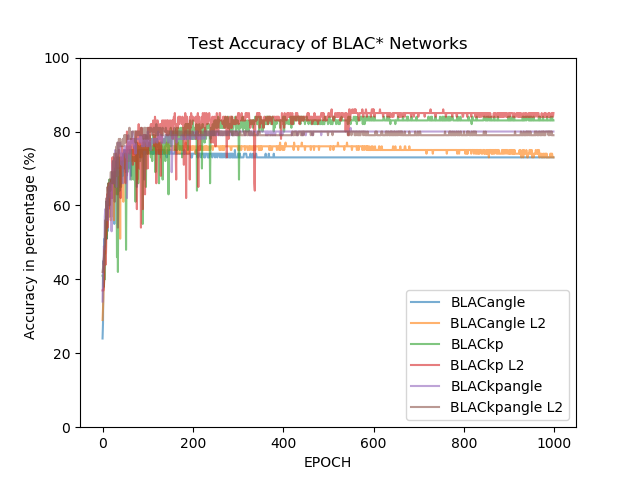 Test Accuracy of BLAC* Networks
100
80
60
40
20
0
Accuracy in percentage (%)
0 200 400 600 800 1000
EPOCH
BLACangle
BLACangle L2
BLACkp
BLACkp L2
BLACkpangle
BLACkpangle L2